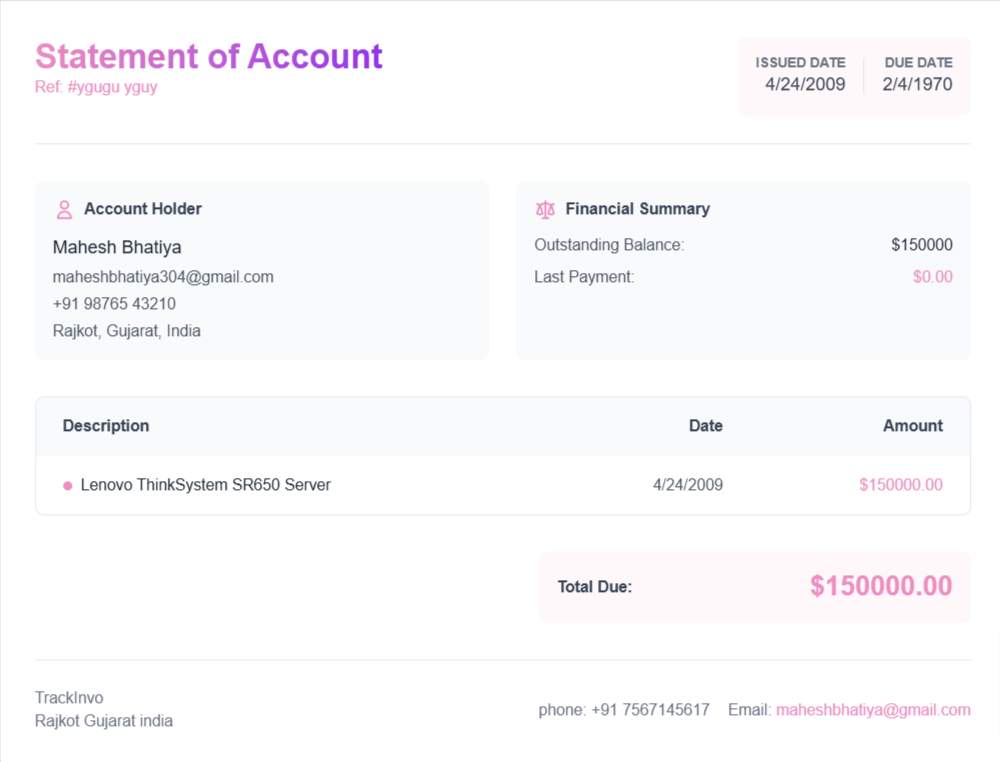 Statement of Account
Ref: #ygugu yguy
ISSUED DATE
4/24/2009
DUE DATE
2/4/1970
Account Holder
Mahesh Bhatiya
maheshbhatiya304@gmail.com
+91 98765 43210
Rajkot, Gujarat, India
Financial Summary
Outstanding Balance: $150000
Last Payment: $0.00
Description Date Amount
Lenovo ThinkSystem SR650 Server 4/24/2009 $150000.00
Total Due: $150000.00
TrackInvo
Rajkot Gujarat india
phone: +91 7567145617 Email: maheshbhatiya@gmail.com